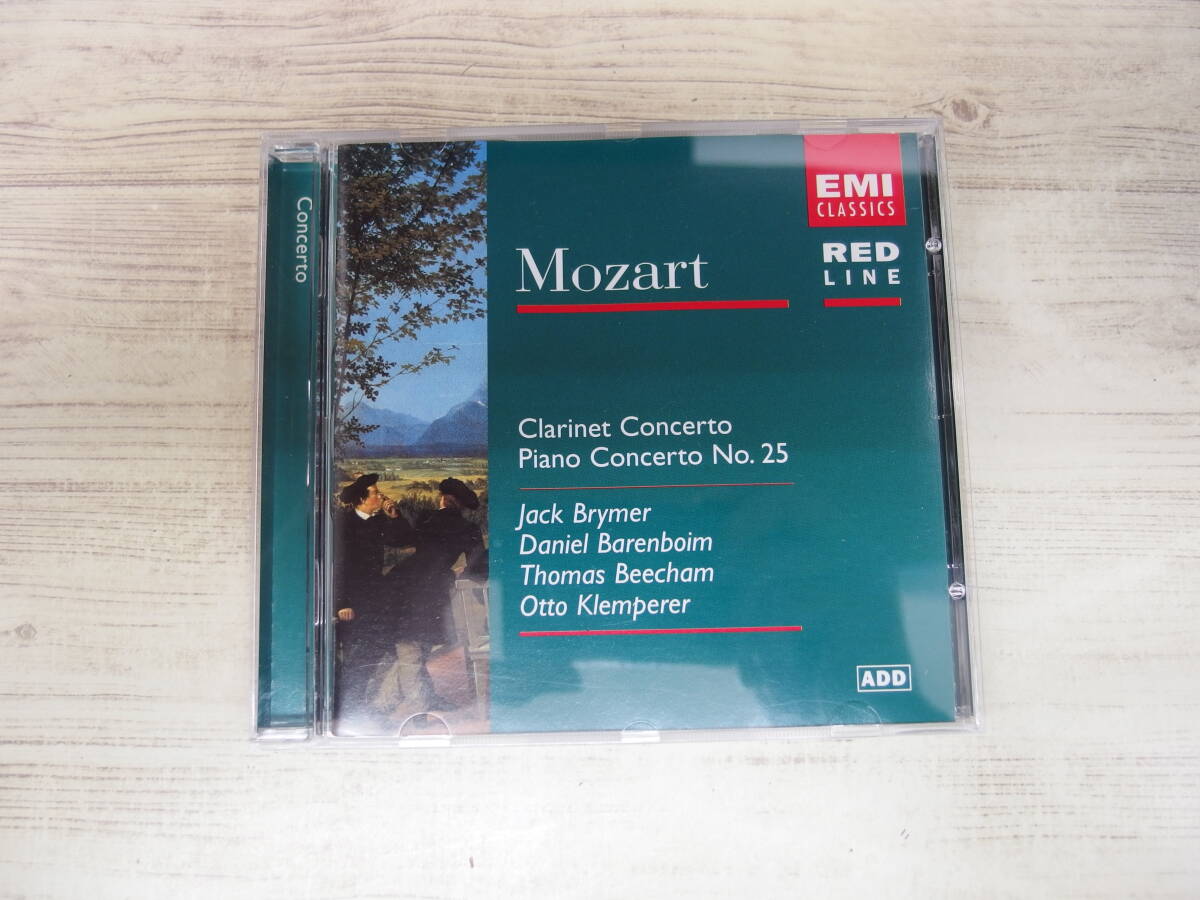 Concerto
EMI
CLASSICS
RED
LINE
Mozart
Clarinet Concerto
Piano Concerto No. 25
Jack Brymer
Daniel Barenboim
Thomas Beecham
Otto Klemperer
ADD